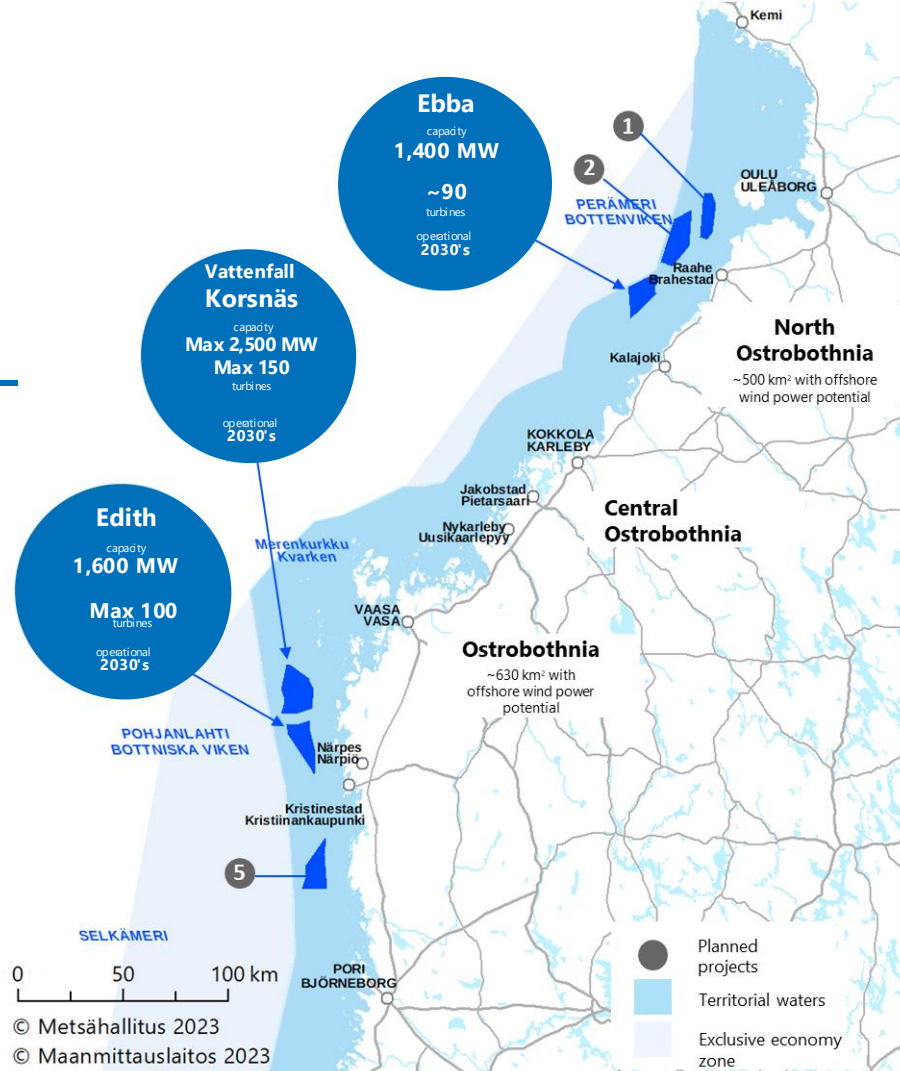 Kemi
Ebba
capacity
1,400 MW
~90
turbines
operational
2030's
1
2
OULU
ULEÅBORG
PERÄMERI
BOTTENVIKEN
Raahe
Brahestad
Vattenfall
Korsnäs
capacity
Max 2,500 MW
Max 150
turbines
operational
2030's
North
Ostrobothnia
~500 km² with offshore
wind power potential
Kalajoki
KOKKOLA
KARLEBY
Jakobstad
Pietarsaari
Nykarleby
Uusikaarlepyy
Central
Ostrobothnia
Edith
capacity
1,600 MW
Max 100
turbines
operational
2030's
Merenkurkku
Kvarken
VAASA
VASA
Ostrobothnia
~630 km² with
offshore wind power
potential
POHJANLAHTI
BOTTNISKA VIKEN
Närpes
Närpiö
Kristinestad
Kristiinankaupunki
5
SELKÄMERI
PORI
BJÖRNEBORG
0 50 100 km
© Metsähallitus 2023
© Maanmittauslaitos 2023
Planned
projects
Territorial waters
Exclusive economy
zone